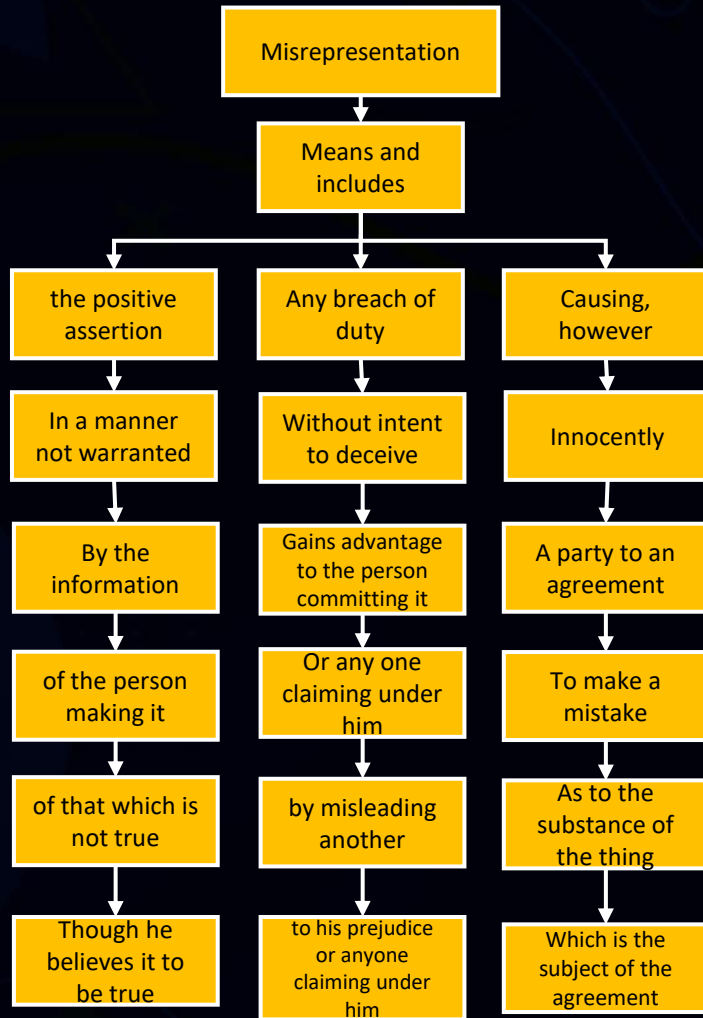 Misrepresentation
Means and
includes
the positive
assertion
In a manner
not warranted
By the
information
of the person
making it
of that which is
not true
Though he
believes it to
be true
Any breach of
duty
Without intent
to deceive
Gains advantage
to the person
committing it
Or any one
claiming under
him
by misleading
another
to his prejudice
or anyone
claiming under
him
Causing,
however
Innocently
A party to an
agreement
To make a
mistake
As to the
substance of
the thing
Which is the
subject of the
agreement